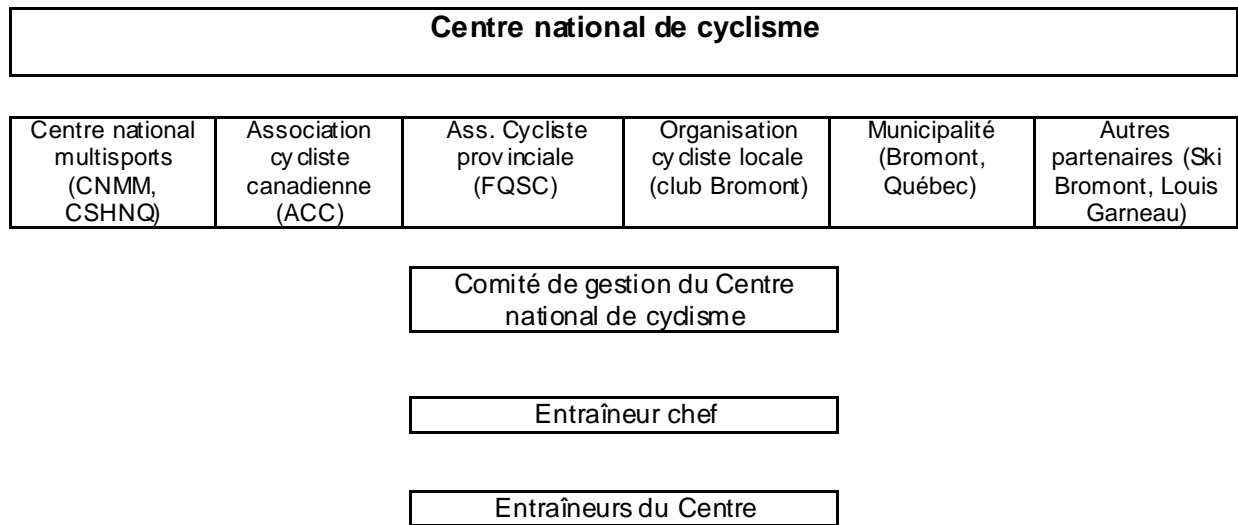 Centre national de cyclisme
Centre national
multisports
(CNMM,
CSHNQ)
Association
cycliste
canadienne
(ACC)
Ass. Cycliste
provinciale
(FQSC)
Organisation
cycliste locale
(club Bromont)
Municipalité
(Bromont,
Québec)
Autres
partenaires (Ski
Bromont, Louis
Garneau)
Comité de gestion du Centre
national de cyclisme
Entraîneur chef
Entraîneurs du Centre